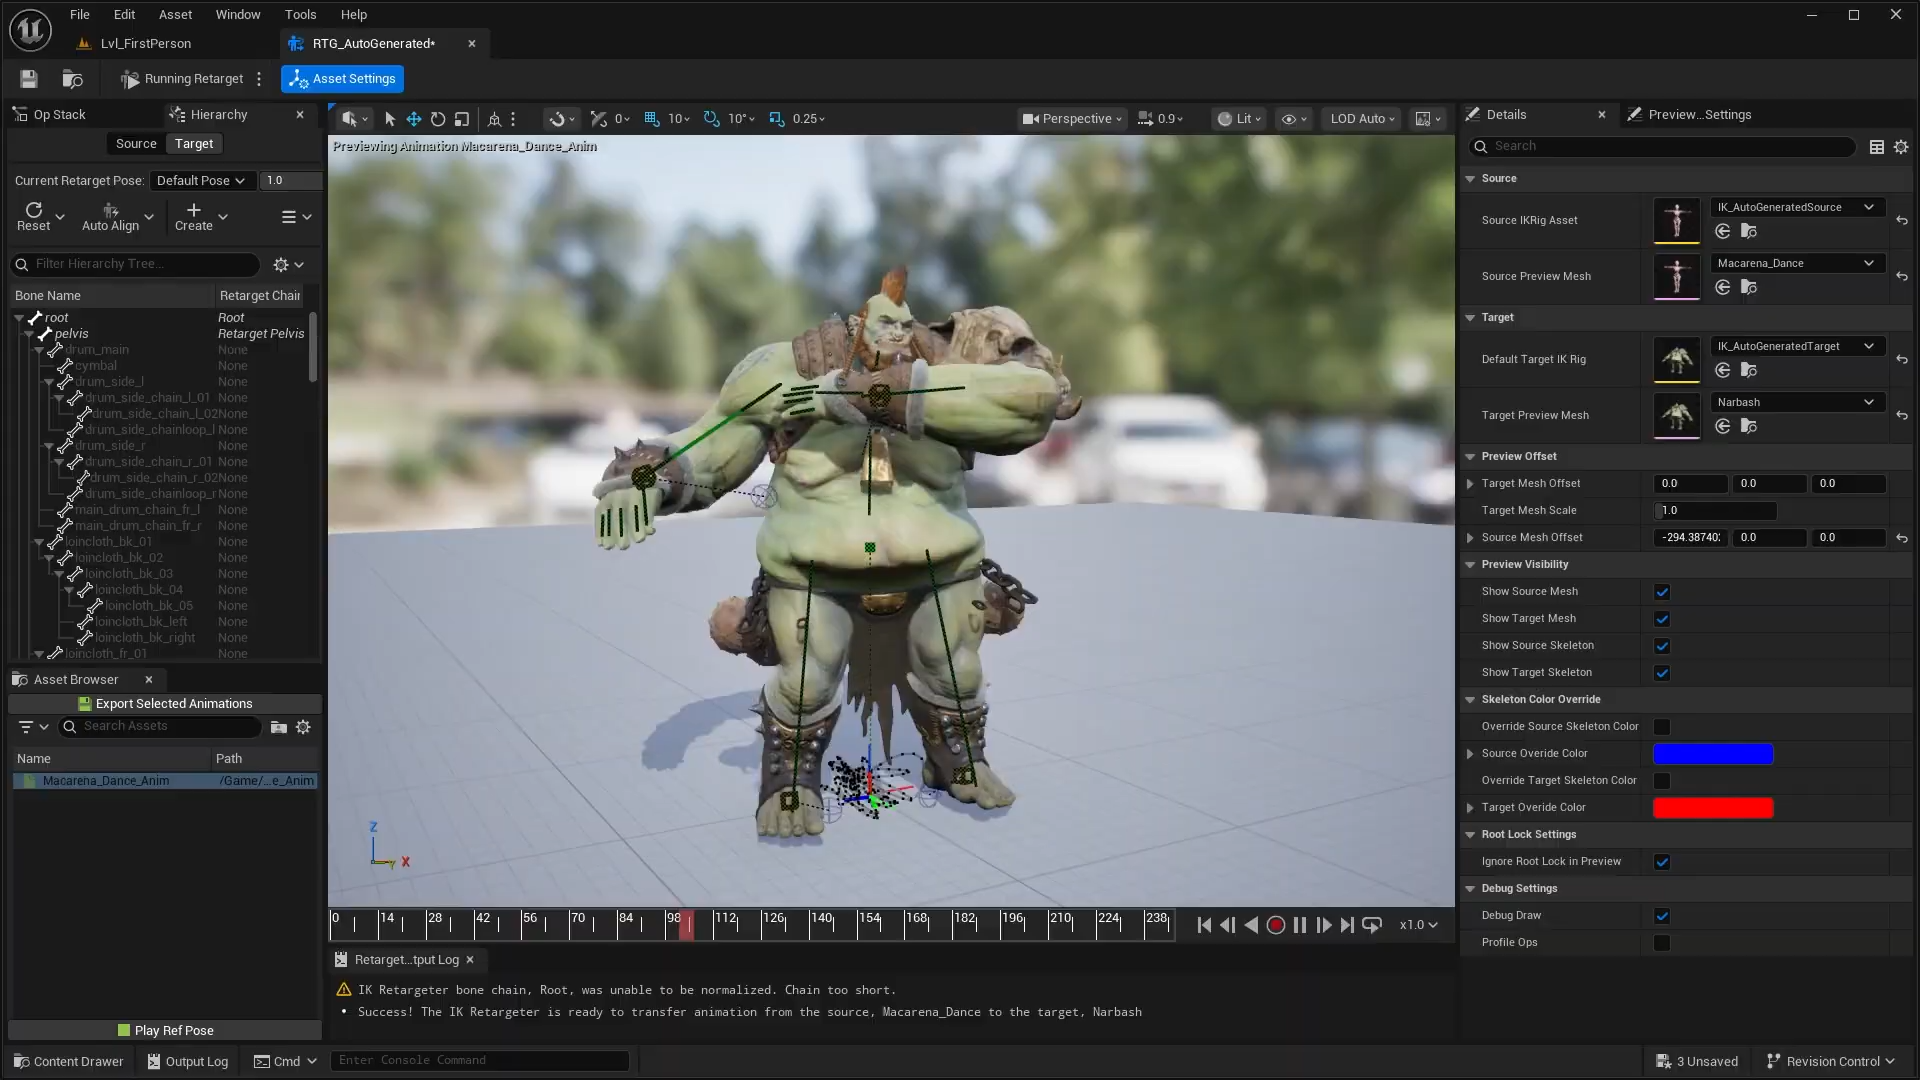 File Edit Asset Window Tools Help
Lvl_FirstPerson RTG_AutoGenerated*
Running Retarget Asset Settings
Op Stack Hierarchy
Source Target
Current Retarget Pose: Default Pose 1.0
Reset Auto Align Create
Filter Hierarchy Tree...
Bone Name Retarget Chain
root Root
pelvis Retarget Pelvis
drum_main None
cymbal None
drum_side_l None
drum_side_chain_l_01 None
drum_side_chain_l_02 None
drum_side_chainloop_l None
drum_side_r None
drum_side_chain_r_01 None
drum_side_chain_r_02 None
drum_side_chainloop_r None
main_drum_chain_fr_l None
main_drum_chain_fr_r None
loincloth_bk_01 None
loincloth_bk_02 None
loincloth_bk_03 None
loincloth_bk_04 None
loincloth_bk_05 None
loincloth_bk_left None
loincloth_bk_right None
loincloth_fr_01 None
Asset Browser
Export Selected Animations
Search Assets
Name Path
Macarena_Dance_Anim /Game/...e_Anim
Play Ref Pose
0 10 10° 0.25 Perspective 0.9 Lit LOD Auto
Previewing Animation Macarena_Dance_Anim
Z
X
0 14 28 42 56 70 84 98 112 126 140 154 168 182 196 210 224 238 x1.0
Retarget...tput Log
IK Retargeter bone chain, Root, was unable to be normalized. Chain too short.
• Success! The IK Retargeter is ready to transfer animation from the source, Macarena_Dance to the target, Narbash
Details Preview...Settings
Search
Source
Source IKRig Asset IK_AutoGeneratedSource
Source Preview Mesh Macarena_Dance
Target
Default Target IK Rig IK_AutoGeneratedTarget
Target Preview Mesh Narbash
Preview Offset
Target Mesh Offset 0.0 0.0 0.0
Target Mesh Scale 1.0
Source Mesh Offset -294.38740 0.0 0.0
Preview Visibility
Show Source Mesh
Show Target Mesh
Show Source Skeleton
Show Target Skeleton
Skeleton Color Override
Override Source Skeleton Color
Source Overide Color
Override Target Skeleton Color
Target Overide Color
Root Lock Settings
Ignore Root Lock in Preview
Debug Settings
Debug Draw
Profile Ops
Content Drawer Output Log Cmd Enter Console Command 3 Unsaved Revision Control